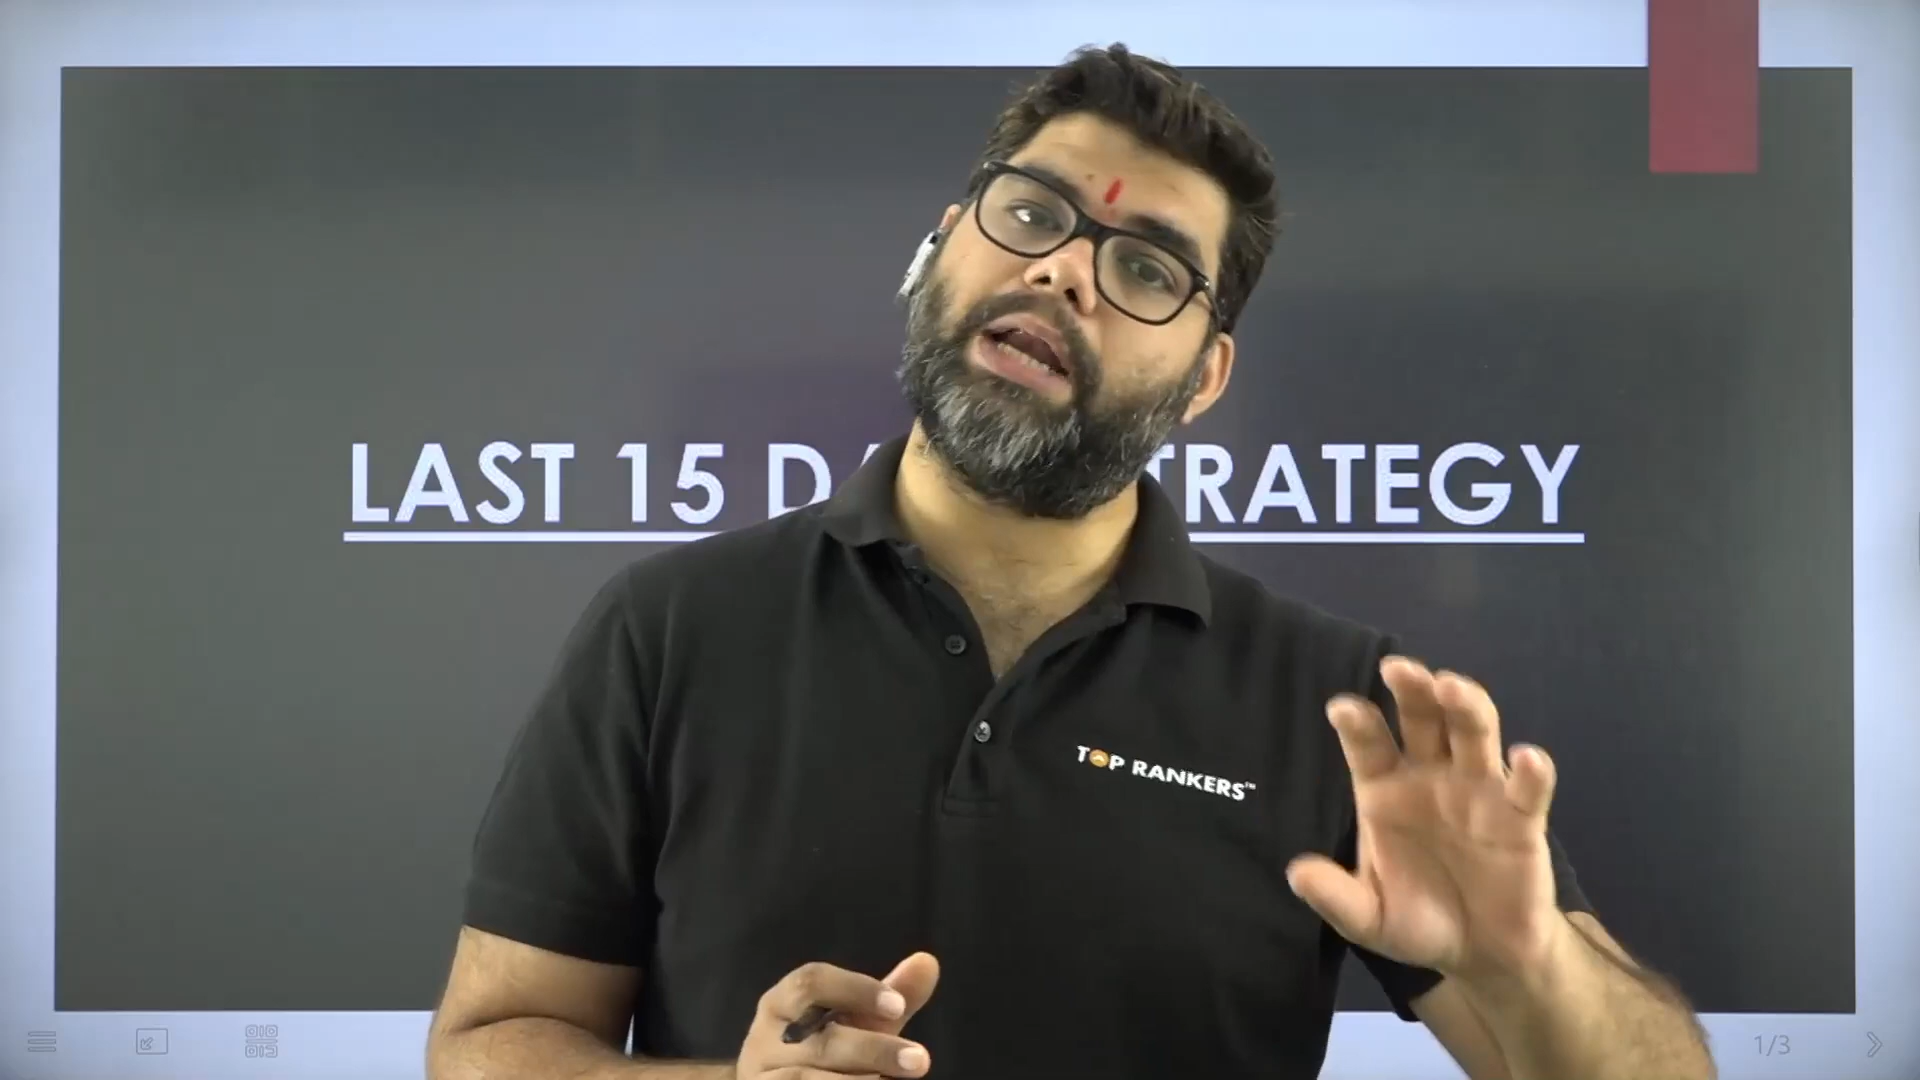 LAST 15 D TRATEGY
TOP RANKERS™
1/3